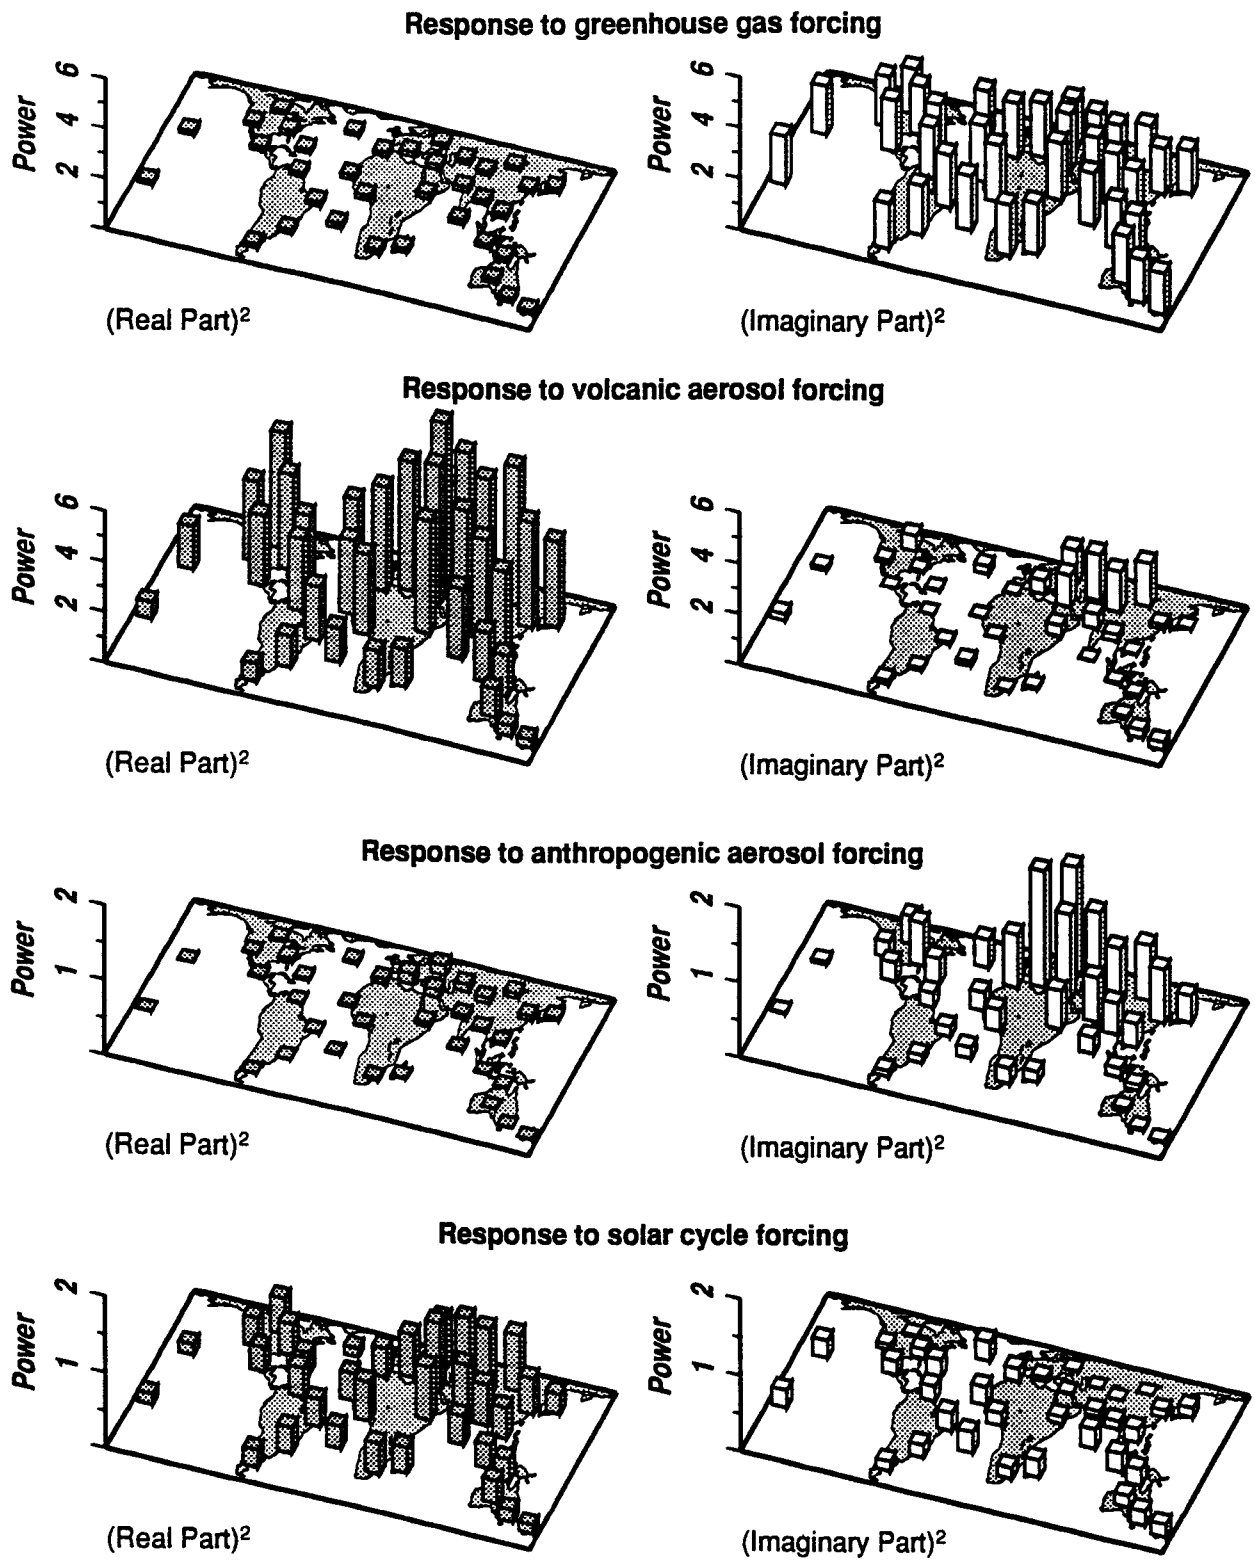 Response to greenhouse gas forcing
Power
6
4
2
(Real Part)²
Power
6
4
2
(Imaginary Part)²
Response to volcanic aerosol forcing
Power
6
4
2
(Real Part)²
Power
6
4
2
(Imaginary Part)²
Response to anthropogenic aerosol forcing
Power
2
1
(Real Part)²
Power
2
1
(Imaginary Part)²
Response to solar cycle forcing
Power
2
1
(Real Part)²
Power
2
1
(Imaginary Part)²